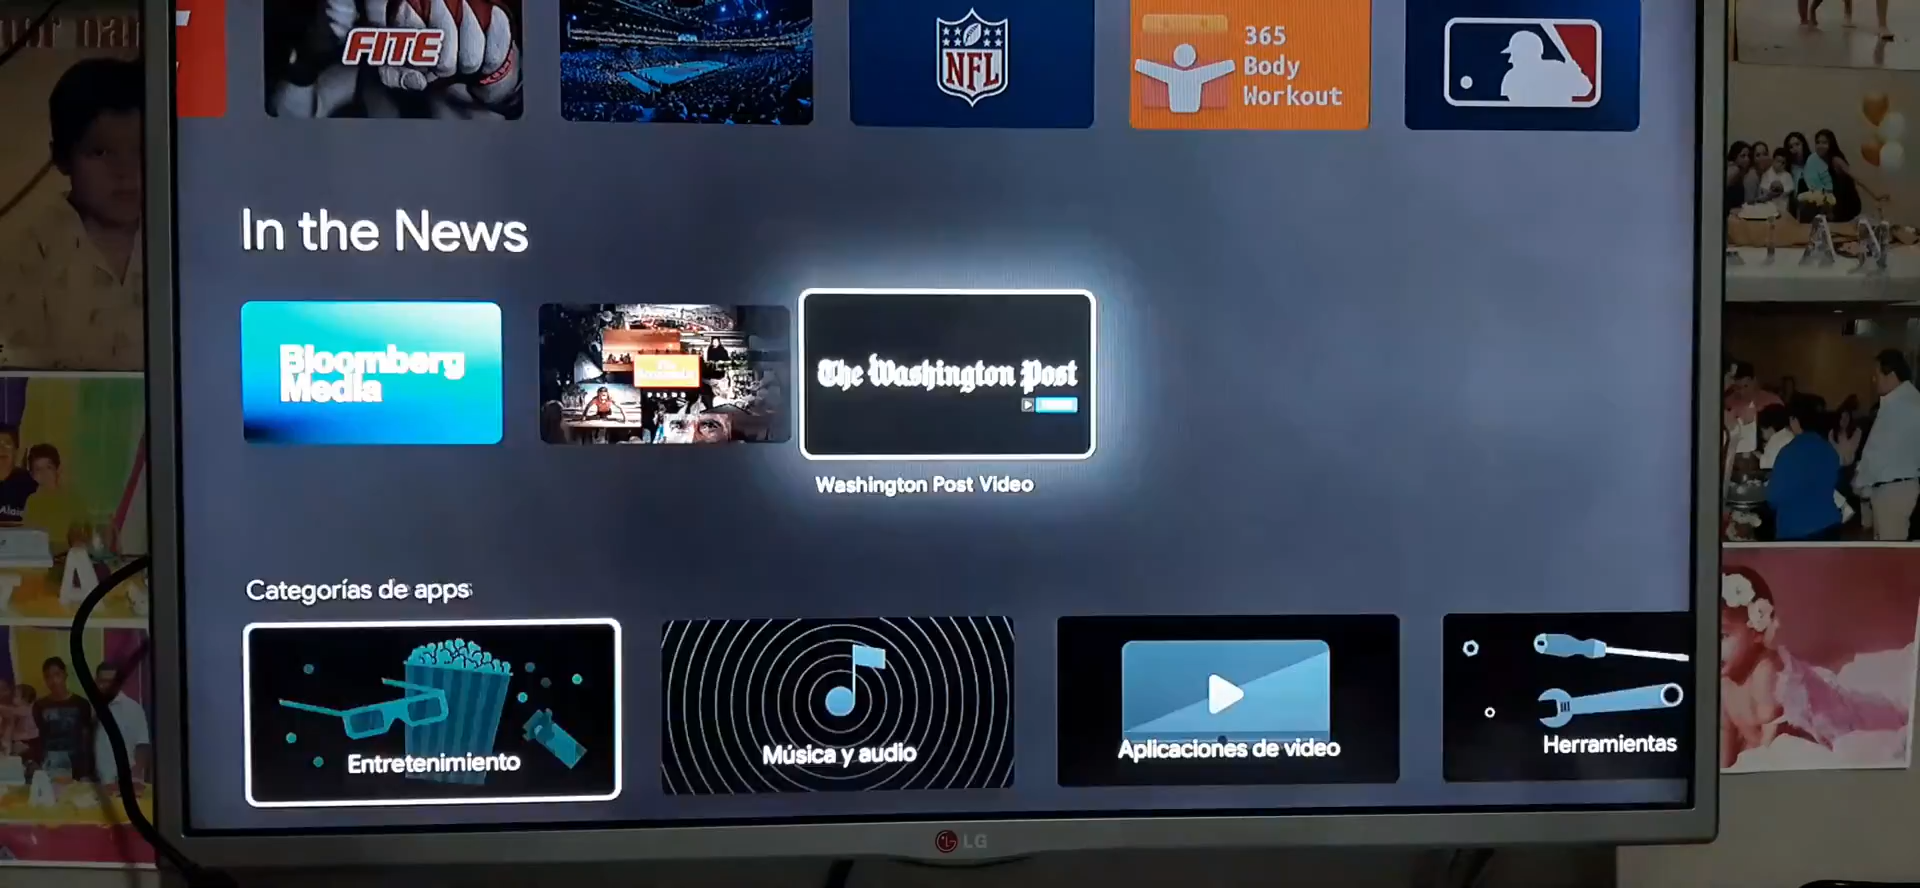 FITE
NFL
365
Body
Workout
In the News
Bloomberg
Media
The Washington Post
Washington Post Video
Categorías de apps
Entretenimiento
Música y audio
Aplicaciones de video
Herramientas
LG